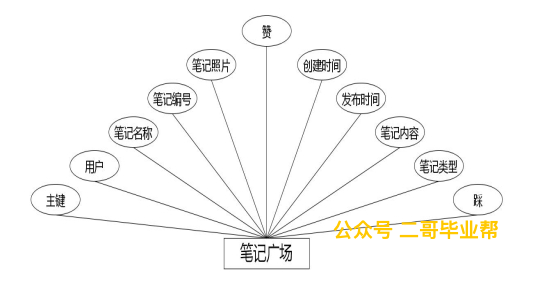 赞
笔记照片
创建时间
笔记编号
发布时间
笔记名称
笔记内容
用户
笔记类型
主键
踩
公众号 二哥毕业帮
笔记广场